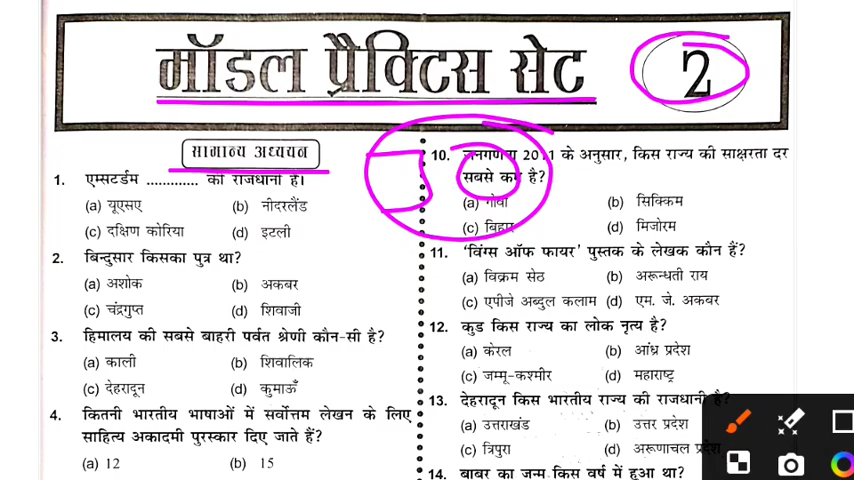 मॉडल प्रैक्टिस सेट 2
सामान्य अध्ययन
1. एम्सटर्डम ............. की राजधानी है।
(a) यूएसए (b) नीदरलैंड
(c) दक्षिण कोरिया (d) इटली
2. बिन्दुसार किसका पुत्र था?
(a) अशोक (b) अकबर
(c) चंद्रगुप्त (d) शिवाजी
3. हिमालय की सबसे बाहरी पर्वत श्रेणी कौन-सी है?
(a) काली (b) शिवालिक
(c) देहरादून (d) कुमाऊँ
4. कितनी भारतीय भाषाओं में सर्वोत्तम लेखन के लिए
साहित्य अकादमी पुरस्कार दिए जाते हैं?
(a) 12 (b) 15
10. जनगणना 2011 के अनुसार, किस राज्य की साक्षरता दर
सबसे कम है?
(a) गोवा (b) सिक्किम
(c) बिहार (d) मिजोरम
11. ‘विंग्स ऑफ फायर’ पुस्तक के लेखक कौन हैं?
(a) विक्रम सेठ (b) अरून्धती राय
(c) एपीजे अब्दुल कलाम (d) एम. जे. अकबर
12. कुड किस राज्य का लोक नृत्य है?
(a) केरल (b) आंध्र प्रदेश
(c) जम्मू-कश्मीर (d) महाराष्ट्र
13. देहरादून किस भारतीय राज्य की राजधानी है?
(a) उत्तराखंड (b) उत्तर प्रदेश
(c) त्रिपुरा (d) अरूणाचल प्रदेश
14. बाबर का जन्म किस वर्ष में हुआ था?